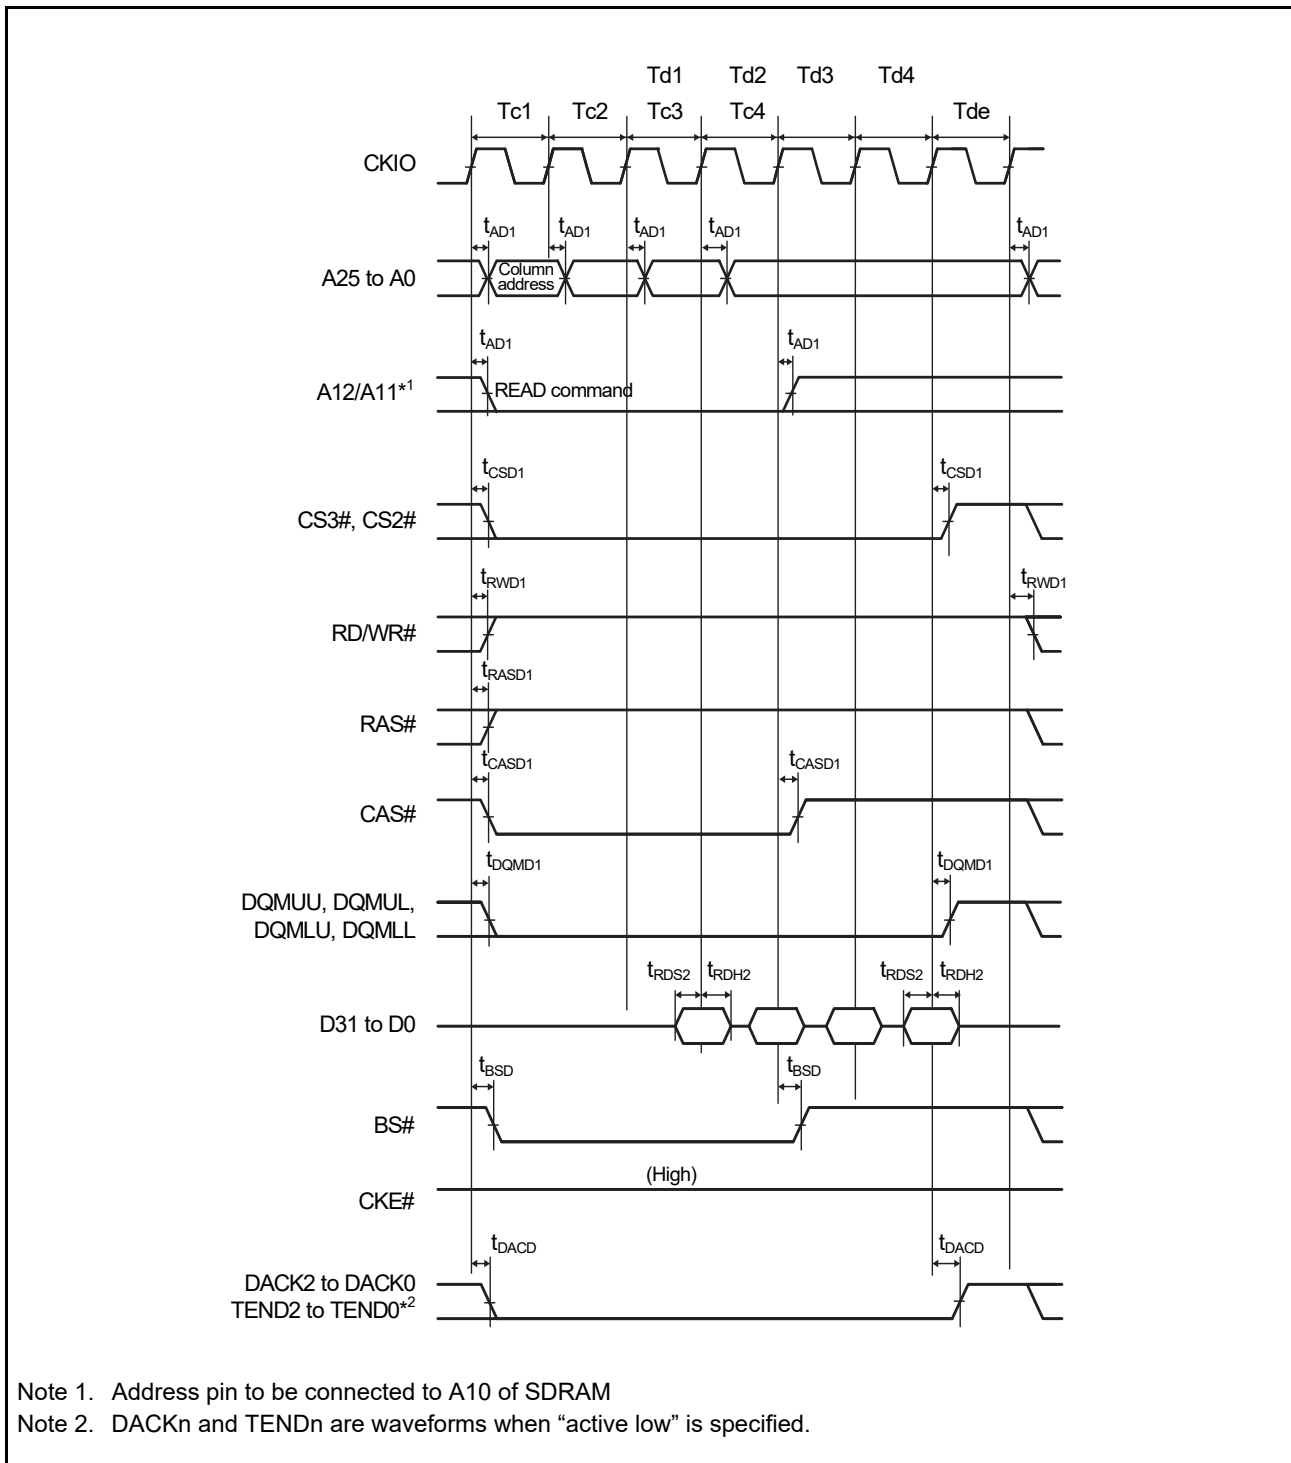 Td1 Td2 Td3 Td4
Tc1 Tc2 Tc3 Tc4 Tde
CKIO
tAD1 tAD1 tAD1 tAD1 tAD1
A25 to A0
Column
address
tAD1 tAD1
A12/A11*1
READ command
tCSD1 tCSD1
CS3#, CS2#
tRWD1 tRWD1
RD/WR#
tRASD1
RAS#
tCASD1 tCASD1
CAS#
tDQMD1 tDQMD1
DQMUU, DQMUL,
DQMLU, DQMLL
tRDS2 tRDH2 tRDS2 tRDH2
D31 to D0
tBSD tBSD
BS#
(High)
CKE#
tDACD tDACD
DACK2 to DACK0
TEND2 to TEND0*2
Note 1. Address pin to be connected to A10 of SDRAM
Note 2. DACKn and TENDn are waveforms when “active low” is specified.